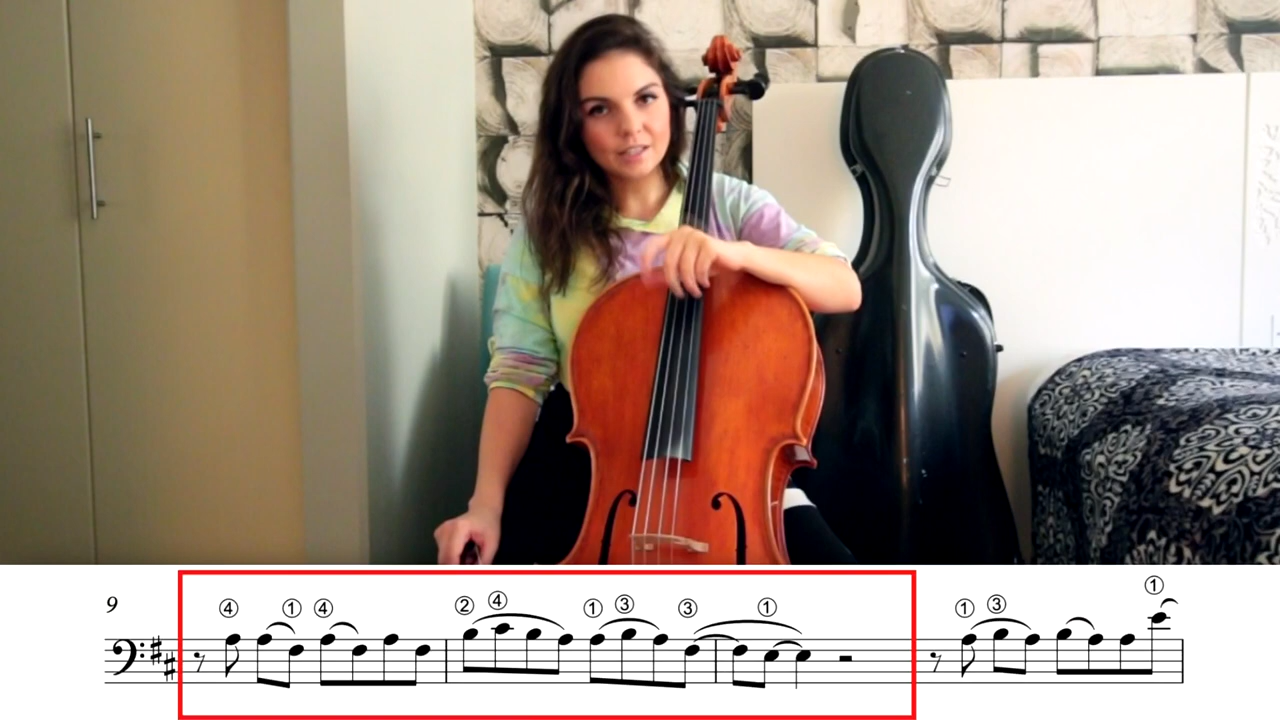 9
④ ① ④ ② ④ ① ③ ③ ① ① ③ ①